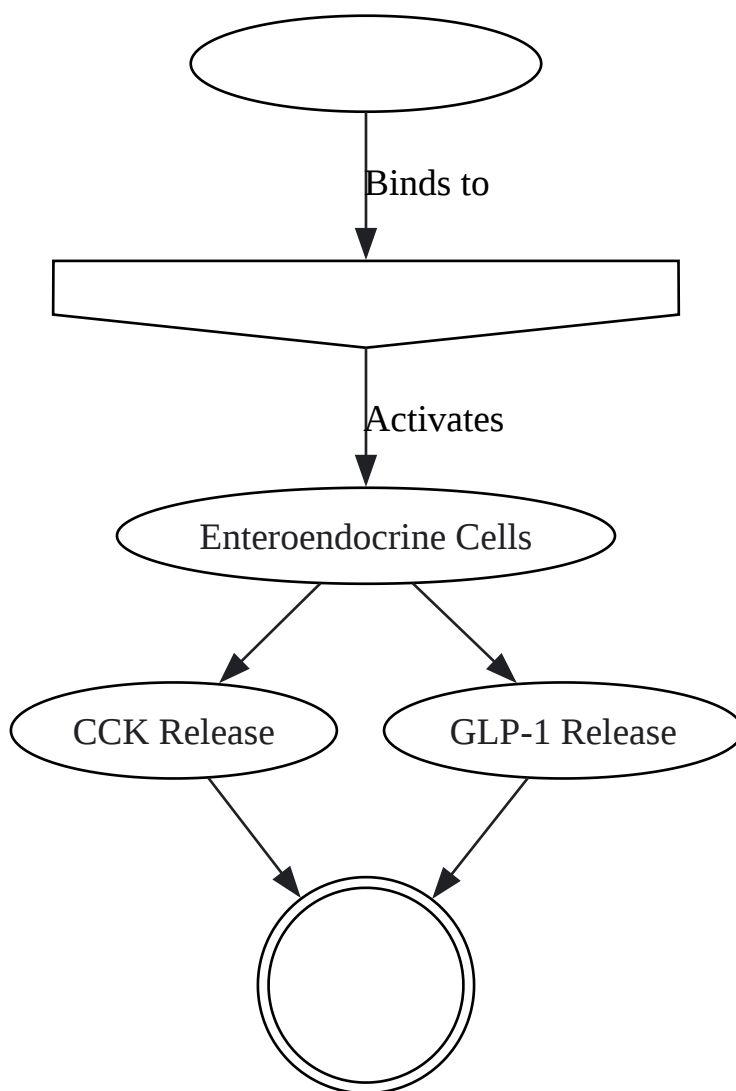 Binds to
Activates
Enteroendocrine Cells
CCK Release
GLP-1 Release